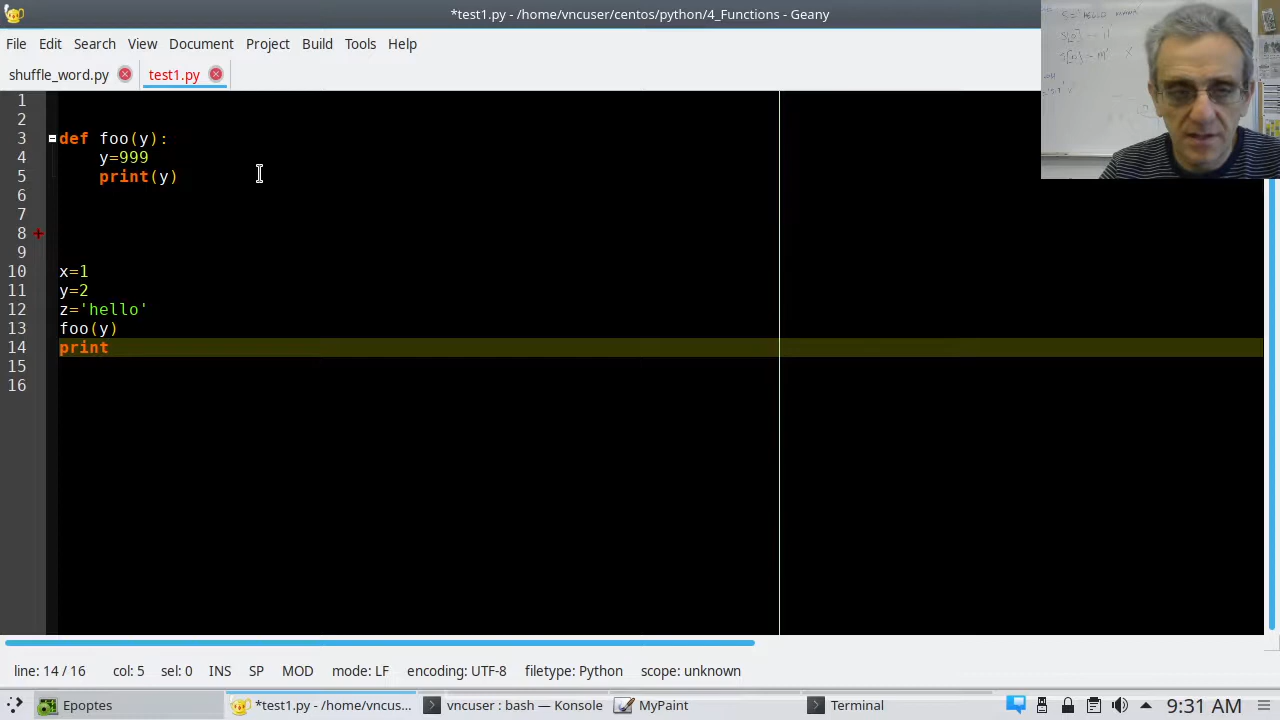 *test1.py - /home/vncuser/centos/python/4_Functions - Geany
File Edit Search View Document Project Build Tools Help
shuffle_word.py test1.py
1
2
3 def foo(y):
4 y=999
5 print(y)
6
7
8 +
9
10 x=1
11 y=2
12 z='hello'
13 foo(y)
14 print
15
16
line: 14 / 16 col: 5 sel: 0 INS SP MOD mode: LF encoding: UTF-8 filetype: Python scope: unknown
Epoptes *test1.py - /home/vncus... vncuser : bash — Konsole MyPaint Terminal 9:31 AM